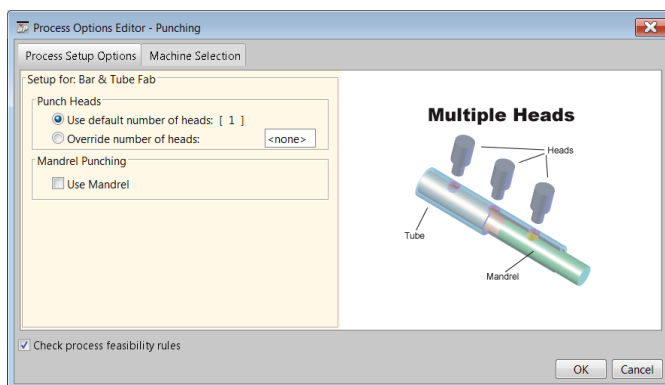 Process Options Editor - Punching
Process Setup Options Machine Selection
Setup for: Bar & Tube Fab
Punch Heads
Use default number of heads: [ 1 ]
Override number of heads: <none>
Mandrel Punching
Use Mandrel
Multiple Heads
Heads
Tube
Mandrel
Check process feasibility rules
OK Cancel